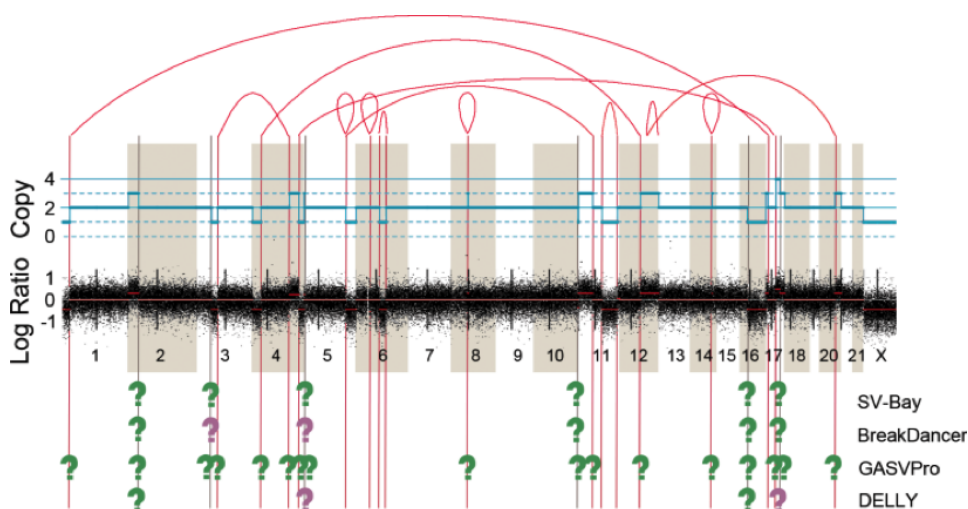 Copy
4
2
0
Log Ratio
1
0
-1
1 2 3 4 5 6 7 8 9 10 11 12 13 14 15 16 17 18 20 21 X
? ? ? ? ? ? SV-Bay
? ? ? ? ? ? BreakDancer
? ? ? ? ? ? ? ? ? ? ? ? ? ? ? ? ? ? GASVPro
? ? ? ? DELLY